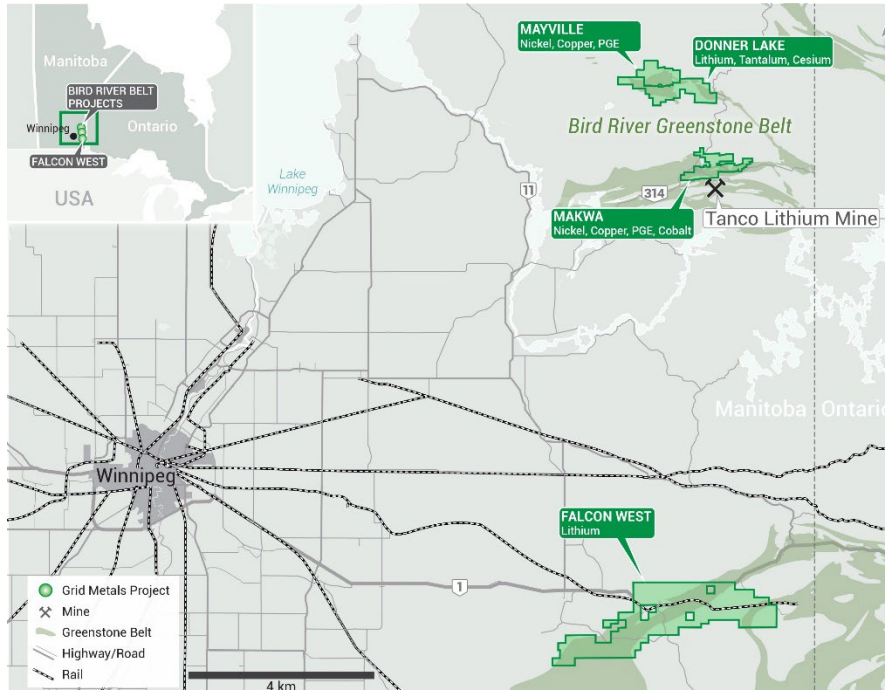 Manitoba
BIRD RIVER BELT
PROJECTS
Winnipeg
Ontario
FALCON WEST
USA
MAYVILLE
Nickel, Copper, PGE
DONNER LAKE
Lithium, Tantalum, Cesium
Bird River Greenstone Belt
Lake
Winnipeg
11
314
MAKWA
Nickel, Copper, PGE, Cobalt
Tanco Lithium Mine
Manitoba
Ontario
Winnipeg
FALCON WEST
Lithium
1
Grid Metals Project
Mine
Greenstone Belt
Highway/Road
Rail
4 km